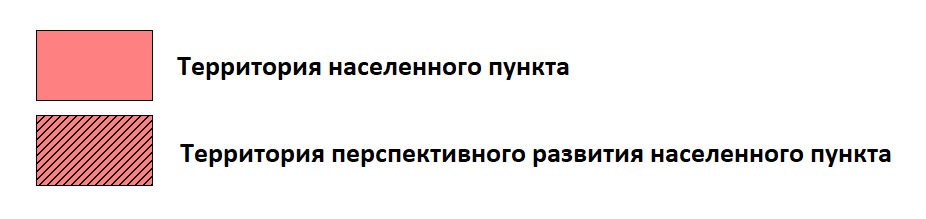 Территория населенного пункта
Территория перспективного развития населенного пункта